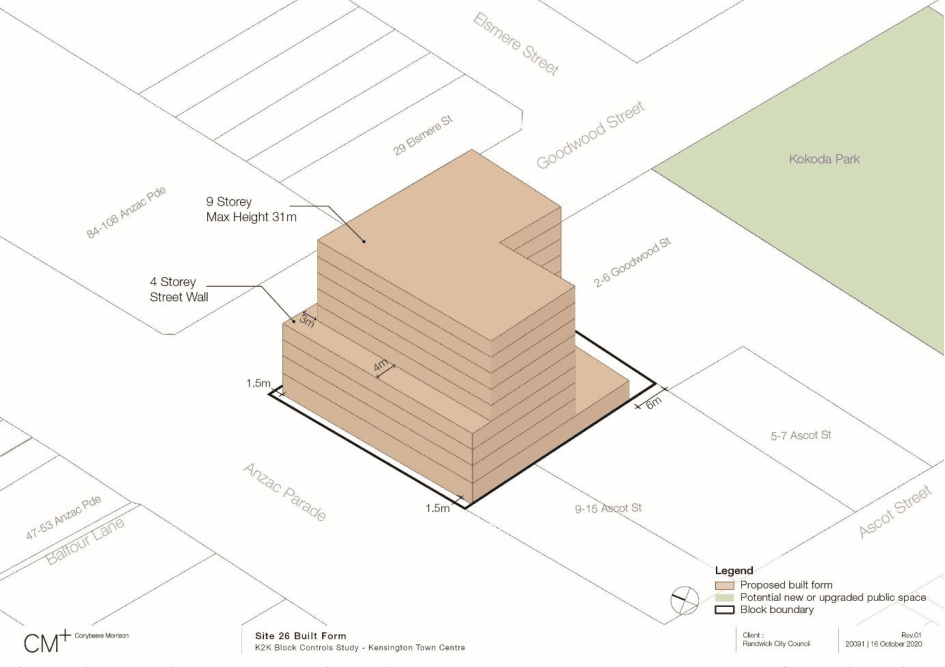 Elsmere Street
Goodwood Street
29 Elsmere St
Kokoda Park
84-108 Anzac Pde
9 Storey
Max Height 31m
2-6 Goodwood St
4 Storey
Street Wall
3m
4m
1.5m
6m
5-7 Ascot St
Anzac Parade
1.5m
9-15 Ascot St
Ascot Street
47-53 Anzac Pde
Balfour Lane
Legend
Proposed built form
Potential new or upgraded public space
Block boundary
CM+ Conybeare Morrison
Site 26 Built Form
K2K Block Controls Study - Kensington Town Centre
Client :
Randwick City Council
Rev.01
20091 | 16 October 2020